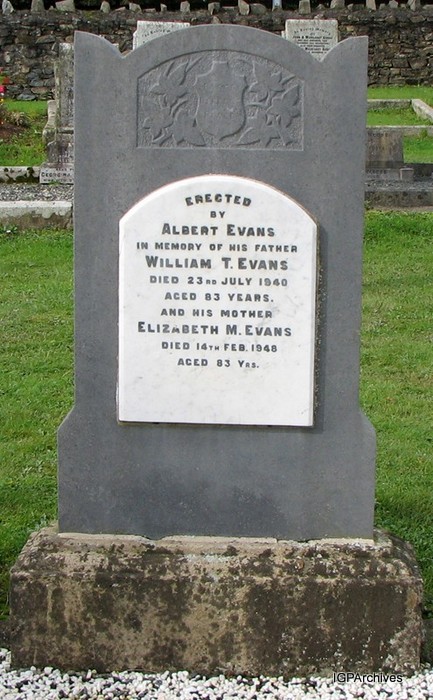 ERECTED
BY
ALBERT EVANS
IN MEMORY OF HIS FATHER
WILLIAM T. EVANS
DIED 23RD JULY 1940
AGED 83 YEARS.
AND HIS MOTHER
ELIZABETH M. EVANS
DIED 14TH FEB. 1948
AGED 83 YRS.
IGPArchives